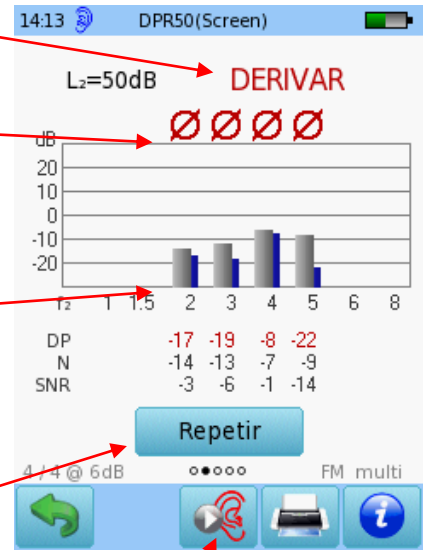 14:13 DPR50(Screen)
L₂=50dB DERIVAR
Ø Ø Ø Ø
dB
20
10
0
-10
-20
f₂ 1 1.5 2 3 4 5 6 8
DP -17 -19 -8 -22
N -14 -13 -7 -9
SNR -3 -6 -1 -14
Repetir
4 / 4 @ 6dB FM multi
i